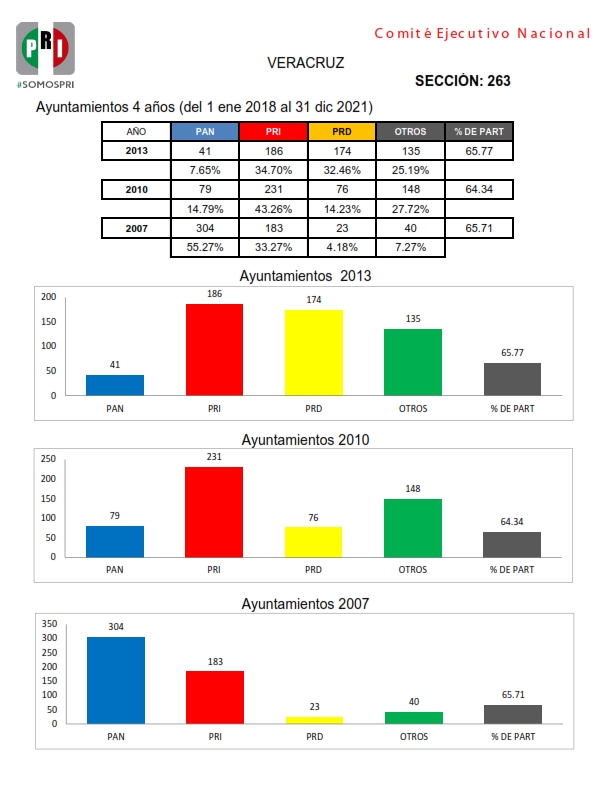 Comité Ejecutivo Nacional
PRI
#SOMOSPRI
VERACRUZ
SECCIÓN: 263
Ayuntamientos 4 años (del 1 ene 2018 al 31 dic 2021)
AÑO PAN PRI PRD OTROS % DE PART
2013 41 186 174 135 65.77
7.65% 34.70% 32.46% 25.19%
2010 79 231 76 148 64.34
14.79% 43.26% 14.23% 27.72%
2007 304 183 23 40 65.71
55.27% 33.27% 4.18% 7.27%
Ayuntamientos 2013
200
150
100
50
0
41 186 174 135 65.77
PAN PRI PRD OTROS % DE PART
Ayuntamientos 2010
250
200
150
100
50
0
79 231 76 148 64.34
PAN PRI PRD OTROS % DE PART
Ayuntamientos 2007
350
300
250
200
150
100
50
0
304 183 23 40 65.71
PAN PRI PRD OTROS % DE PART